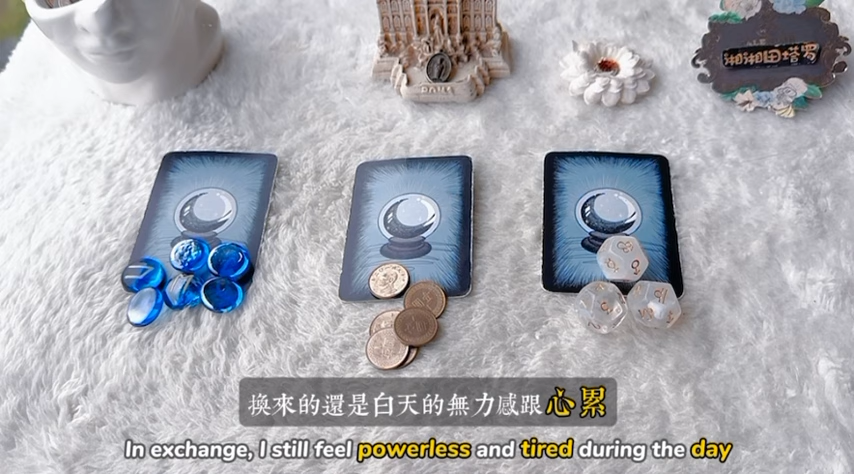 湘湘田塔罗
換來的還是白天的無力感跟心累
In exchange, I still feel powerless and tired during the day